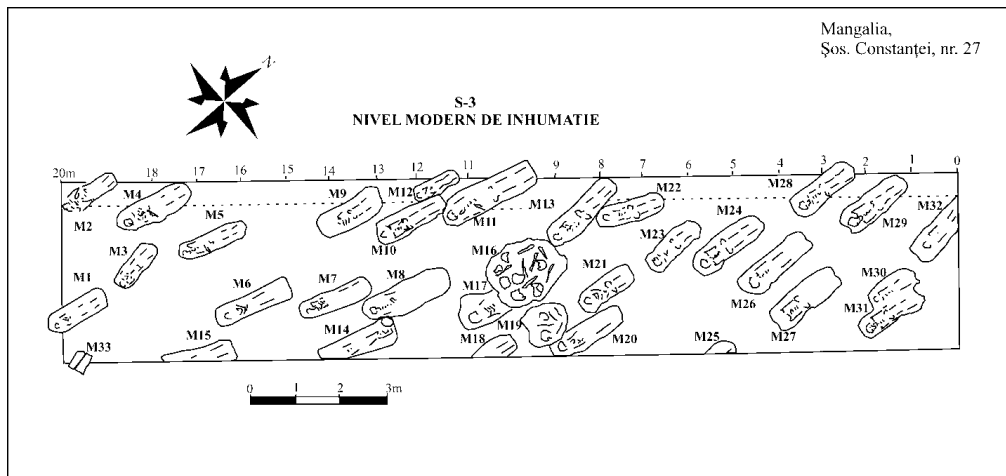 Mangalia,
Şos. Constanţei, nr. 27
N
S-3
NIVEL MODERN DE INHUMATIE
20m 18 17 16 15 14 13 12 11 9 8 7 6 5 4 3 2 1 0
M4 M9 M12 M22 M28
M2 M5 M11 M13 M24 M29 M32
M3 M10 M16 M23
M1 M6 M7 M8 M17 M21 M26 M30
M15 M14 M19 M31
M33 M18 M20 M25 M27
0 1 2 3m